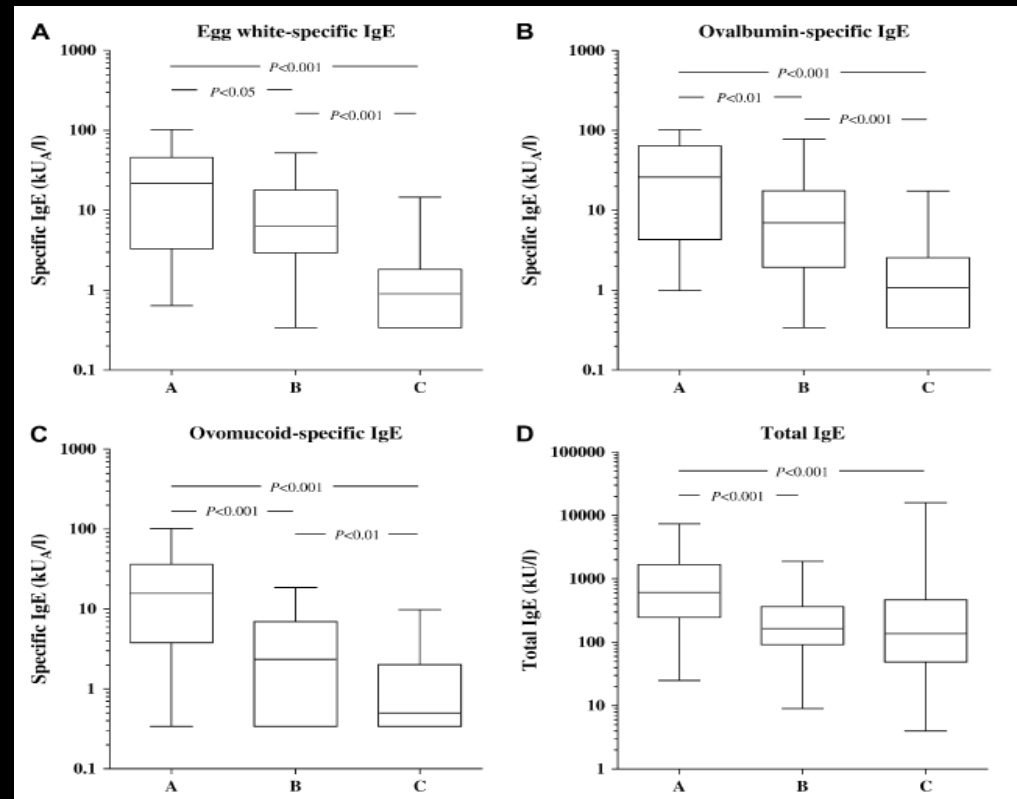 A
Egg white-specific IgE
1000
100
10
1
0.1
Specific IgE (kUA/l)
P<0.001
P<0.05
P<0.001
A B C
B
Ovalbumin-specific IgE
1000
100
10
1
0.1
Specific IgE (kUA/l)
P<0.001
P<0.01
P<0.001
A B C
C
Ovomucoid-specific IgE
1000
100
10
1
0.1
Specific IgE (kUA/l)
P<0.001
P<0.001
P<0.01
A B C
D
Total IgE
100000
10000
1000
100
10
1
Total IgE (kU/l)
P<0.001
P<0.001
A B C